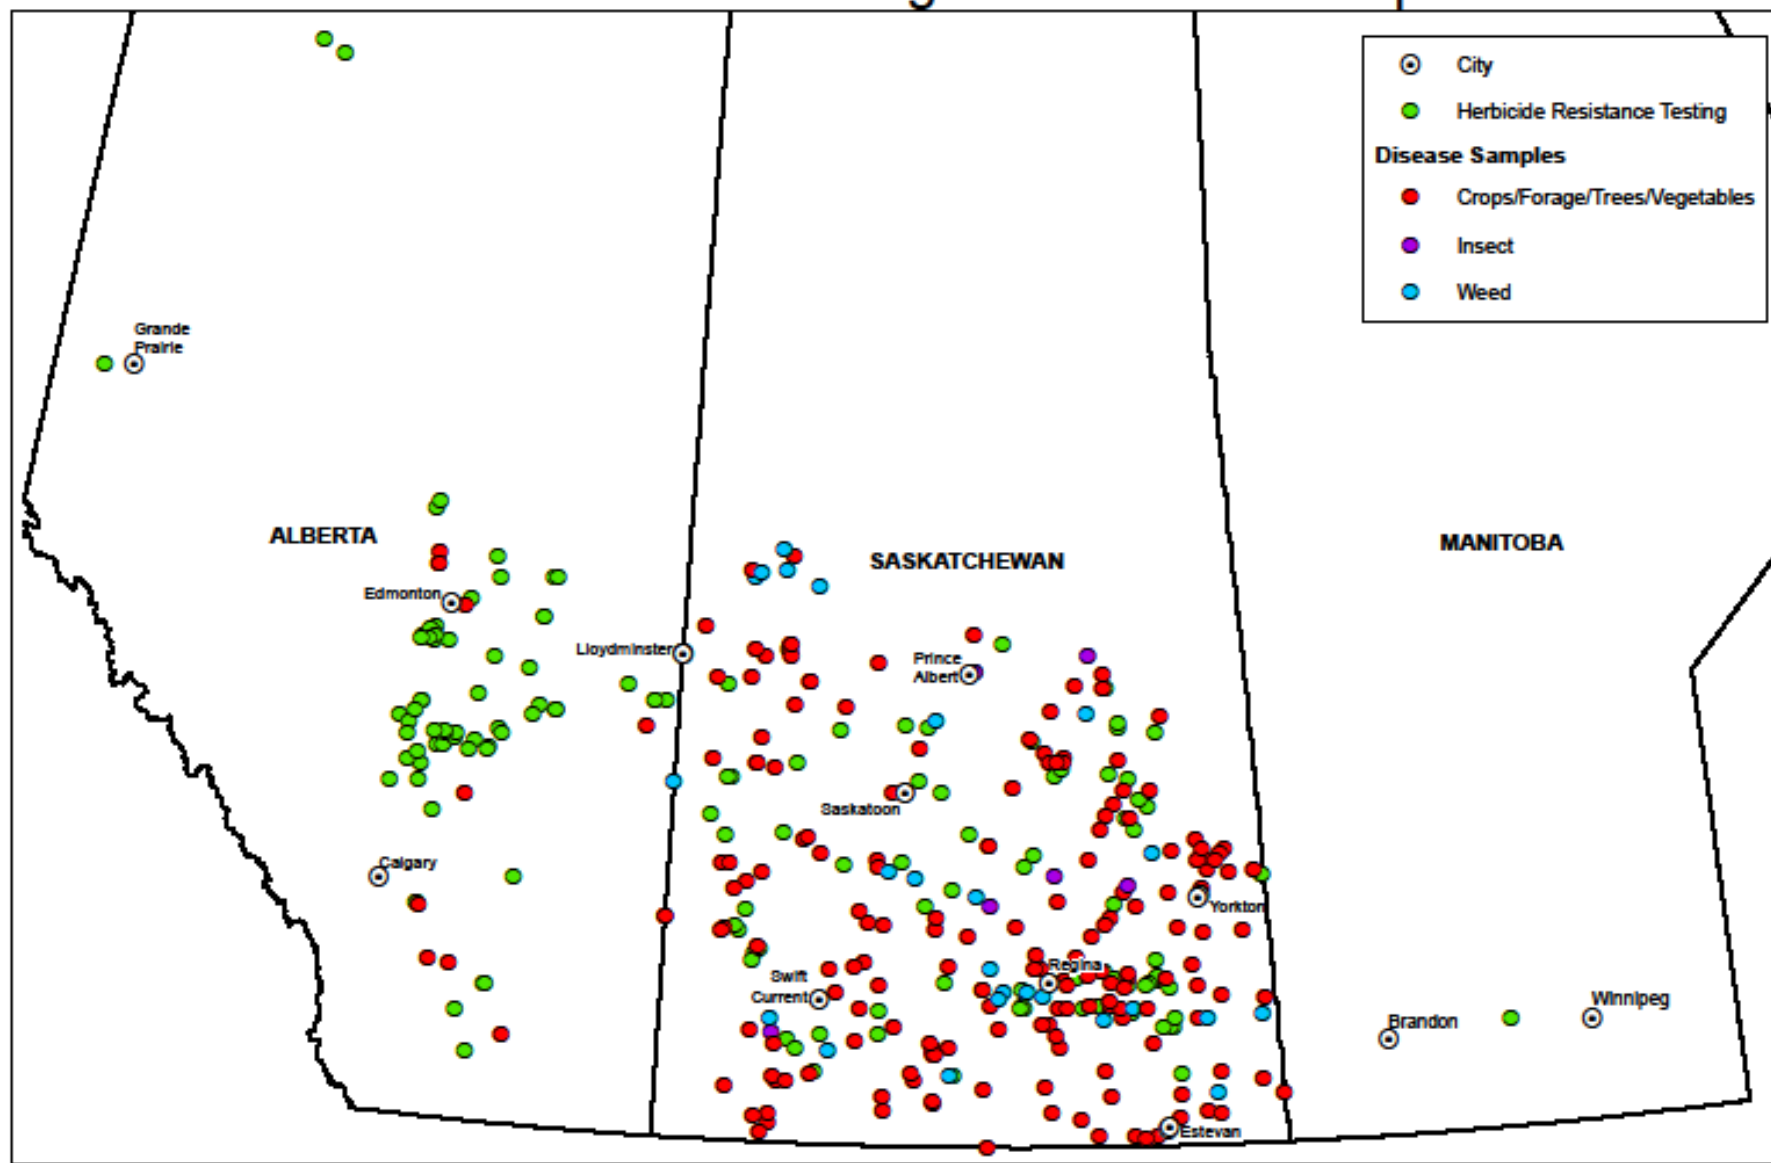 City
Herbicide Resistance Testing
Disease Samples
Crops/Forage/Trees/Vegetables
Insect
Weed
Grande
Prairie
ALBERTA
SASKATCHEWAN
MANITOBA
Edmonton
Lloydminster
Prince
Albert
Saskatoon
Calgary
Yorkton
Regina
Swift
Current
Winnipeg
Brandon
Estevan